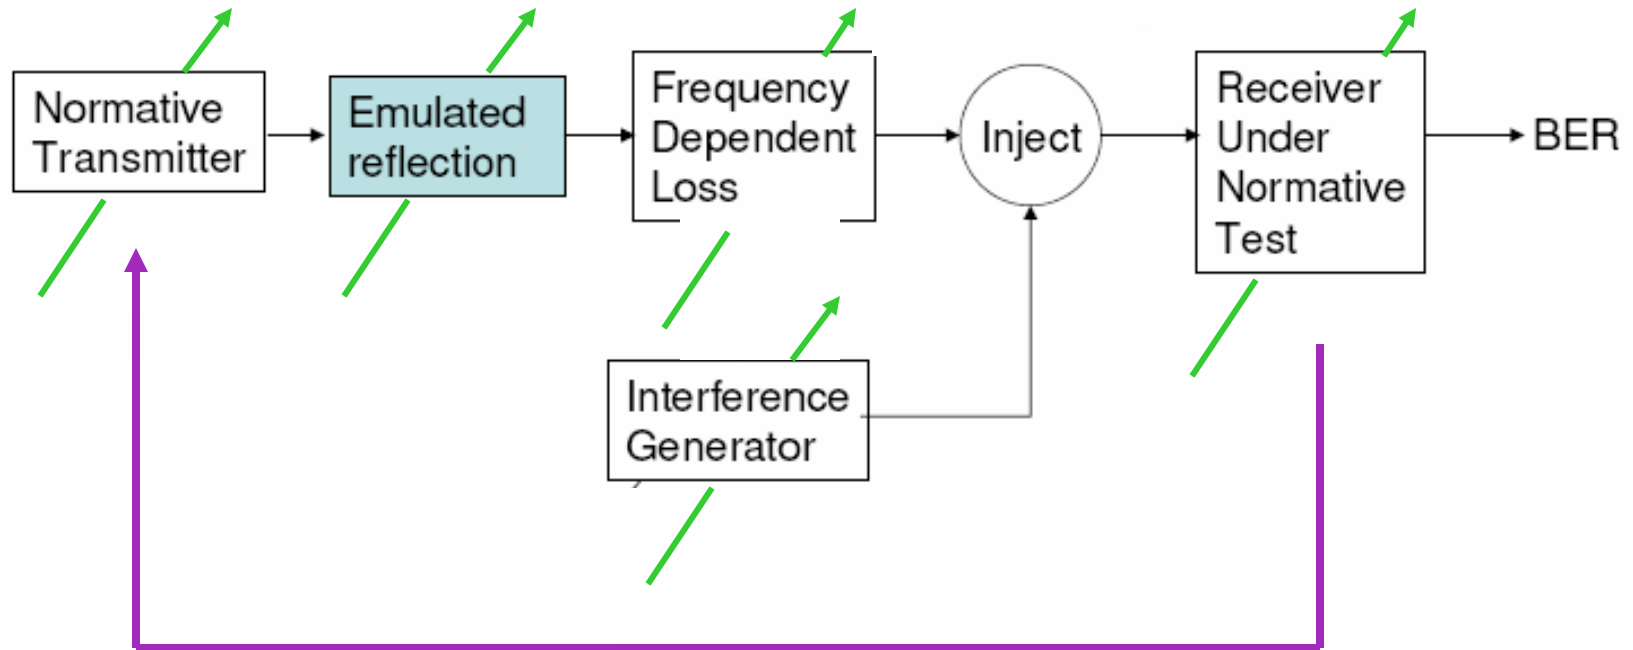 Normative
Transmitter
Emulated
reflection
Frequency
Dependent
Loss
Inject
Receiver
Under
Normative
Test
BER
Interference
Generator